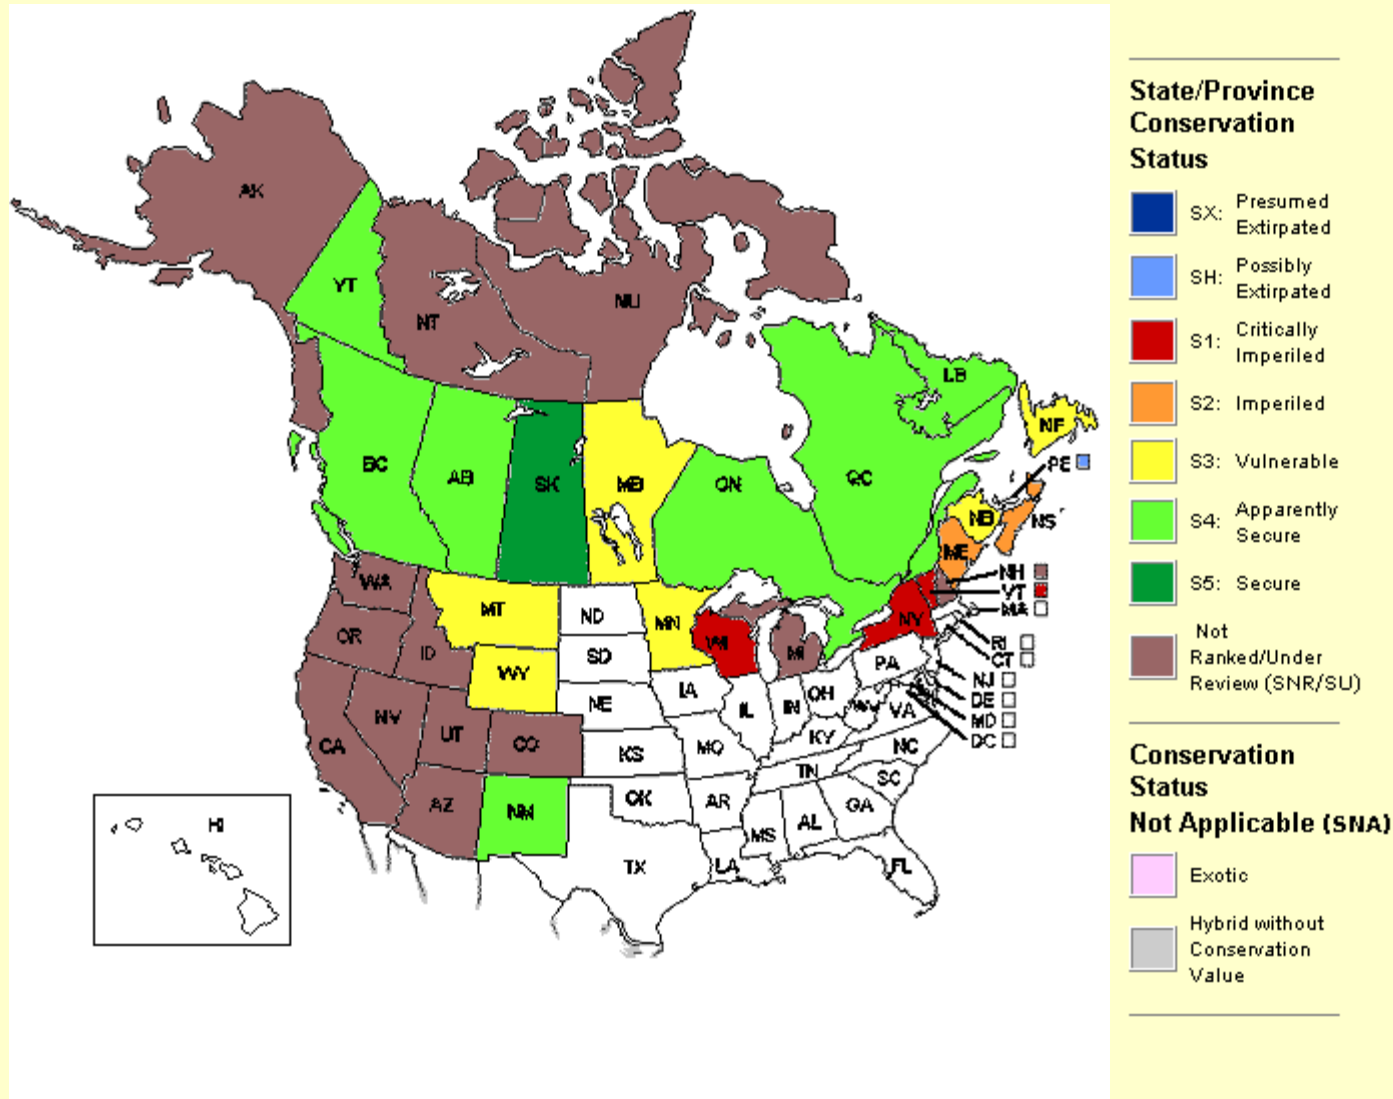 AK
YT
NT
NU
BC
AB
SK
MB
ON
QC
LB
NF
PE
NB
NS
ME
NH
VT
MA
WA
MT
ND
MN
WI
NY
OR
ID
SD
MI
PA
RI
CT
WY
NJ
IA
OH
DE
NE
IL
IN
WV
VA
MD
NV
UT
CO
DC
CA
KS
MO
KY
NC
TN
SC
AZ
NM
OK
AR
GA
HI
MS
AL
TX
LA
FL
State/Province
Conservation
Status
SX: Presumed
Extirpated
SH: Possibly
Extirpated
S1: Critically
Imperiled
S2: Imperiled
S3: Vulnerable
S4: Apparently
Secure
S5: Secure
Not
Ranked/Under
Review (SNR/SU)
Conservation
Status
Not Applicable (SNA)
Exotic
Hybrid without
Conservation
Value